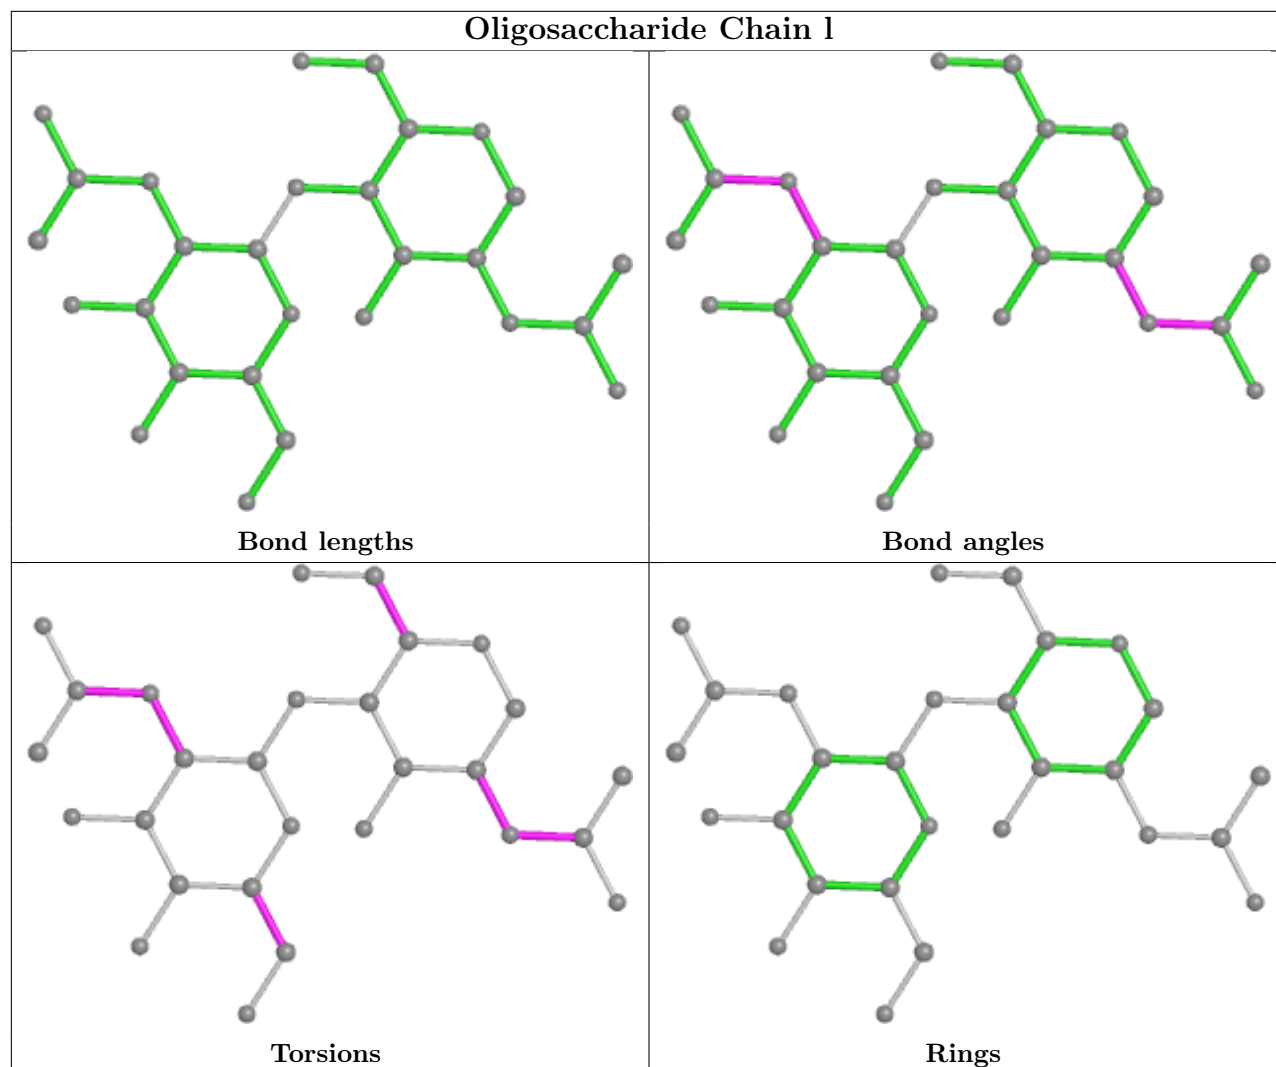 Oligosaccharide Chain l
Bond lengths
Bond angles
Torsions
Rings